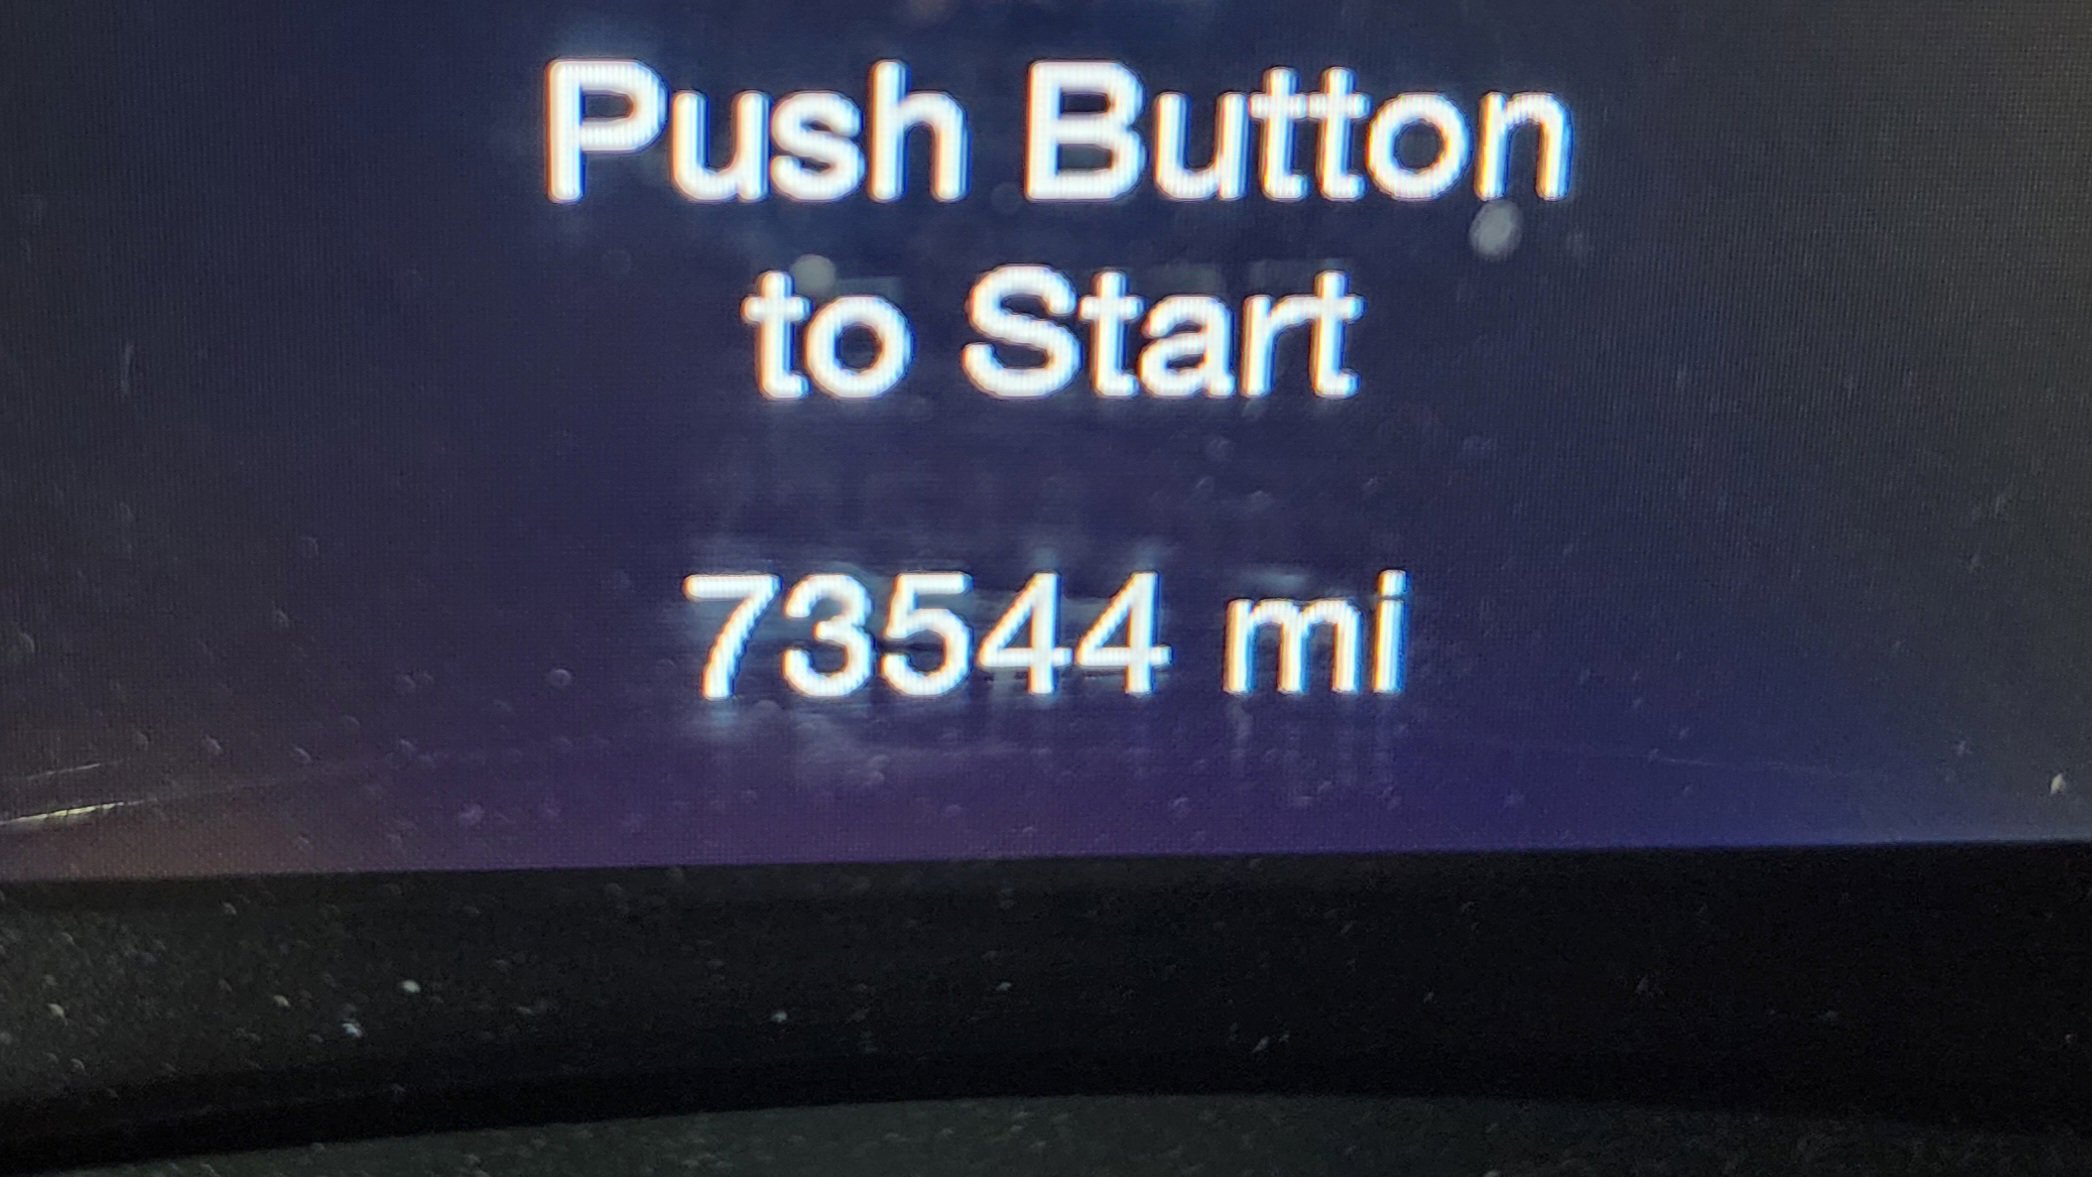 Push Button
to Start
73544 mi